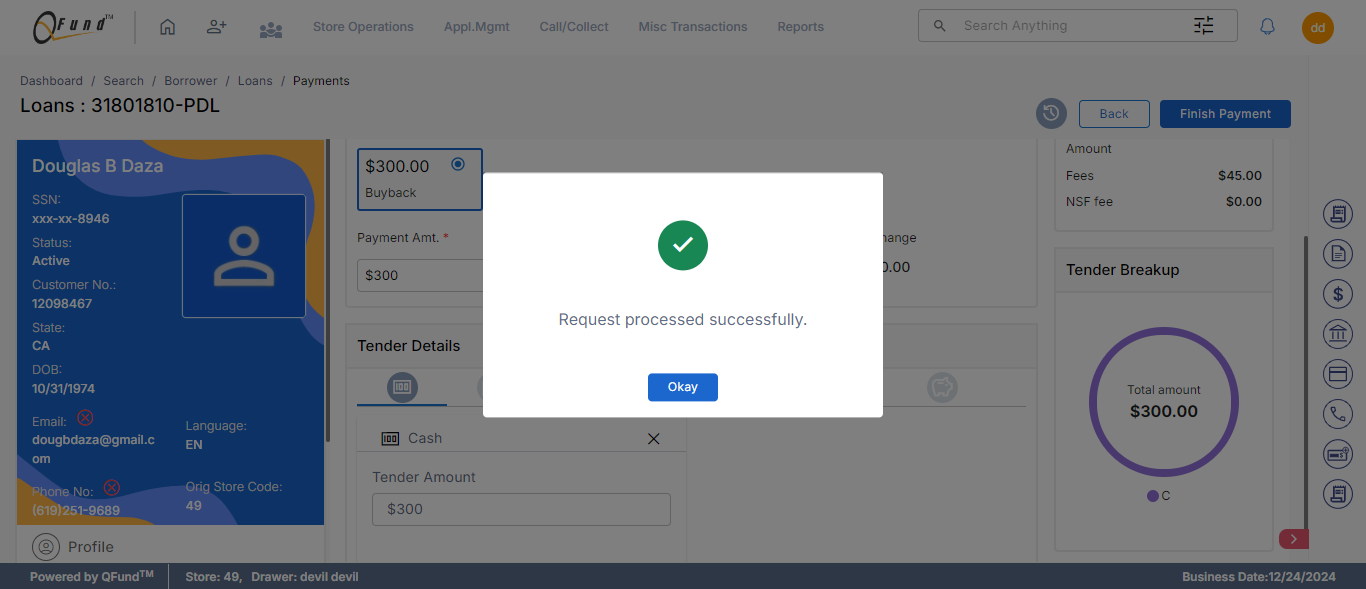 QFund™
Store Operations
Appl.Mgmt
Call/Collect
Misc Transactions
Reports
Search Anything
dd
Dashboard / Search / Borrower / Loans / Payments
Loans : 31801810-PDL
Back
Finish Payment
Douglas B Daza
SSN:
xxx-xx-8946
Status:
Active
Customer No.:
12098467
State:
CA
DOB:
10/31/1974
Email:
dougbdaza@gmail.c
om
Language:
EN
Phone No:
(619)251-9689
Orig Store Code:
49
Profile
$300.00
Buyback
Payment Amt. *
$300
hange
0.00
Request processed successfully.
Okay
Tender Details
Cash
Tender Amount
$300
Amount
Fees $45.00
NSF fee $0.00
Tender Breakup
Total amount
$300.00
C
Powered by QFund™
Store: 49, Drawer: devil devil
Business Date:12/24/2024